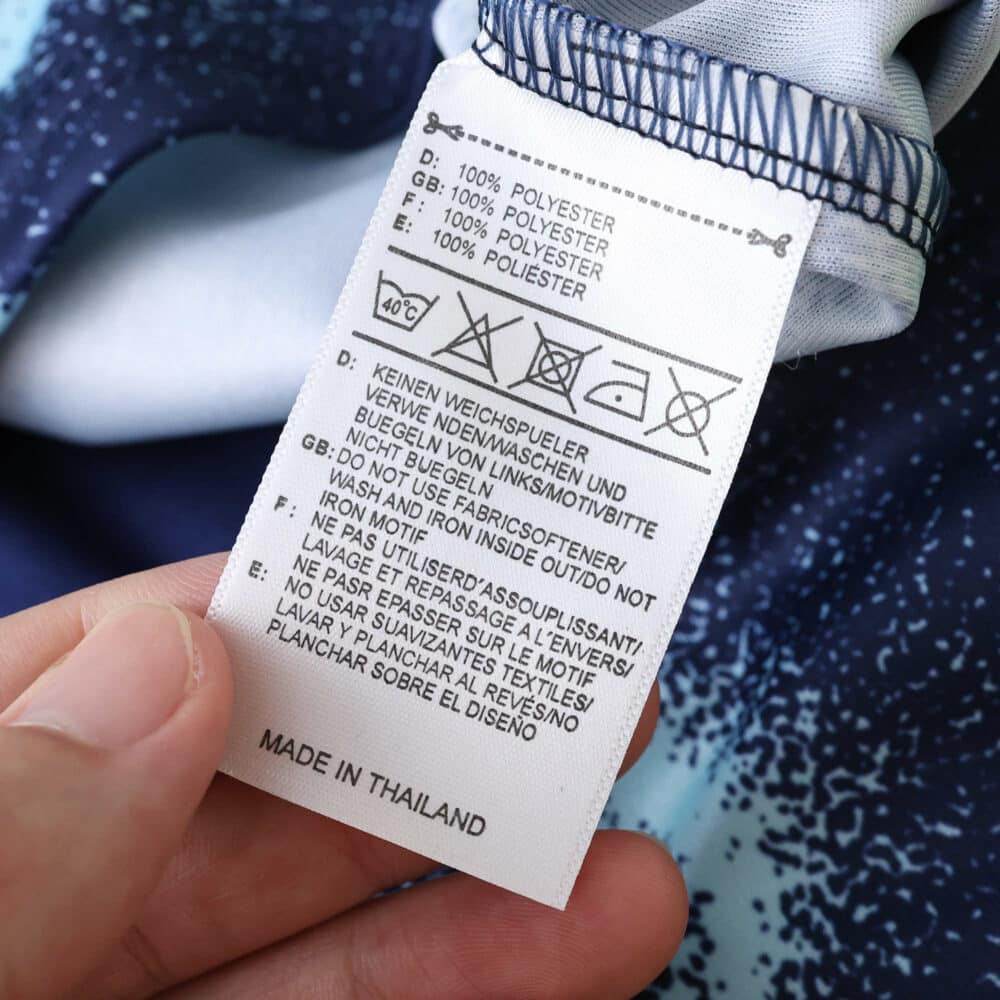 D: 100% POLYESTER
GB: 100% POLYESTER
F: 100% POLYESTER
E: 100% POLIÉSTER
40°C
D: KEINEN WEICHSPUELER
VERWE NDEN/WASCHEN UND
BUEGELN VON LINKS/MOTIVBITTE
NICHT BUEGELN
GB: DO NOT USE FABRICSOFTENER/
WASH AND IRON INSIDE OUT/DO NOT
IRON MOTIF
F: NE PAS UTILISERD'ASSOUPLISSANT/
LAVAGE ET REPASSAGE A L'ENVERS/
NE PASR EPASSER SUR LE MOTIF
E: NO USAR SUAVIZANTES TEXTILES/
LAVAR Y PLANCHAR AL REVÉS/NO
PLANCHAR SOBRE EL DISEÑO
MADE IN THAILAND